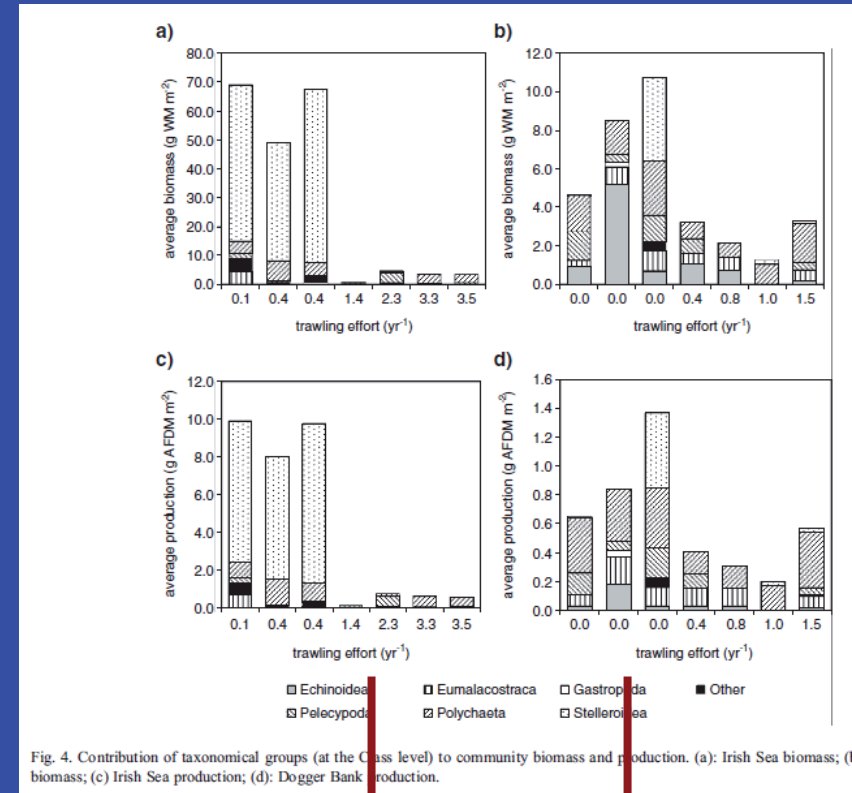 a)
80.0
70.0
60.0
50.0
40.0
30.0
20.0
10.0
0.0
average biomass (g WM m⁻²)
0.1 0.4 0.4 1.4 2.3 3.3 3.5
trawling effort (yr⁻¹)
b)
12.0
10.0
8.0
6.0
4.0
2.0
0.0
average biomass (g WM m⁻²)
0.0 0.0 0.0 0.4 0.8 1.0 1.5
trawling effort (yr⁻¹)
c)
12.0
10.0
8.0
6.0
4.0
2.0
0.0
average production (g AFDM m⁻²)
0.1 0.4 0.4 1.4 2.3 3.3 3.5
trawling effort (yr⁻¹)
d)
1.6
1.4
1.2
1.0
0.8
0.6
0.4
0.2
0.0
average production (g AFDM m⁻²)
0.0 0.0 0.0 0.4 0.8 1.0 1.5
trawling effort (yr⁻¹)
Echinoidea Eumalacostraca Gastropoda Other
Pelecypoda Polychaeta Stelleroidea
Fig. 4. Contribution of taxonomical groups (at the Class level) to community biomass and production. (a): Irish Sea biomass; (b
biomass; (c) Irish Sea production; (d): Dogger Bank production.